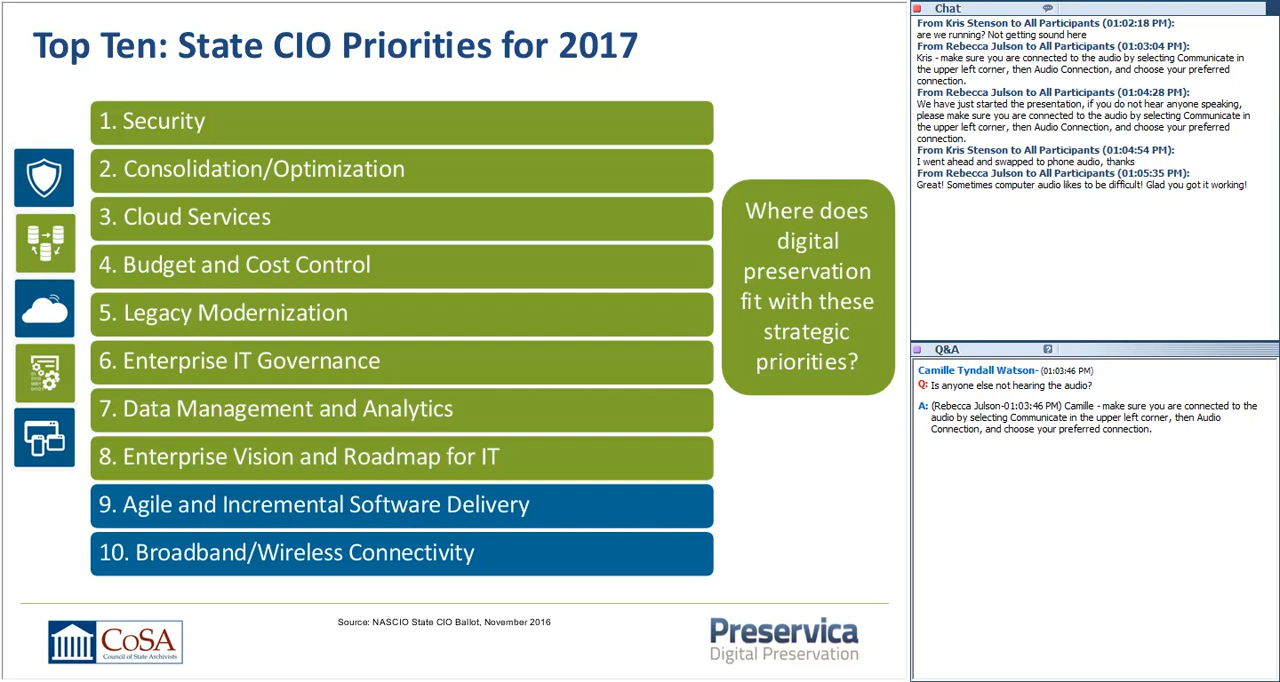 Top Ten: State CIO Priorities for 2017
1. Security
2. Consolidation/Optimization
3. Cloud Services
4. Budget and Cost Control
5. Legacy Modernization
6. Enterprise IT Governance
7. Data Management and Analytics
8. Enterprise Vision and Roadmap for IT
9. Agile and Incremental Software Delivery
10. Broadband/Wireless Connectivity
Where does
digital
preservation
fit with these
strategic
priorities?
Source: NASCIO State CIO Ballot, November 2016
CoSA
Council of State Archivists
Preservica
Digital Preservation
Chat
From Kris Stenson to All Participants (01:02:18 PM):
are we running? Not getting sound here
From Rebecca Julson to All Participants (01:03:04 PM):
Kris - make sure you are connected to the audio by selecting Communicate in
the upper left corner, then Audio Connection, and choose your preferred
connection.
From Rebecca Julson to All Participants (01:04:28 PM):
We have just started the presentation, if you do not hear anyone speaking,
please make sure you are connected to the audio by selecting Communicate in
the upper left corner, then Audio Connection, and choose your preferred
connection.
From Kris Stenson to All Participants (01:04:54 PM):
I went ahead and swapped to phone audio, thanks
From Rebecca Julson to All Participants (01:05:35 PM):
Great! Sometimes computer audio likes to be difficult! Glad you got it working!
Q&A
Camille Tyndall Watson- (01:03:46 PM)
Q: Is anyone else not hearing the audio?
A: (Rebecca Julson-01:03:46 PM) Camille - make sure you are connected to the
audio by selecting Communicate in the upper left corner, then Audio
Connection, and choose your preferred connection.